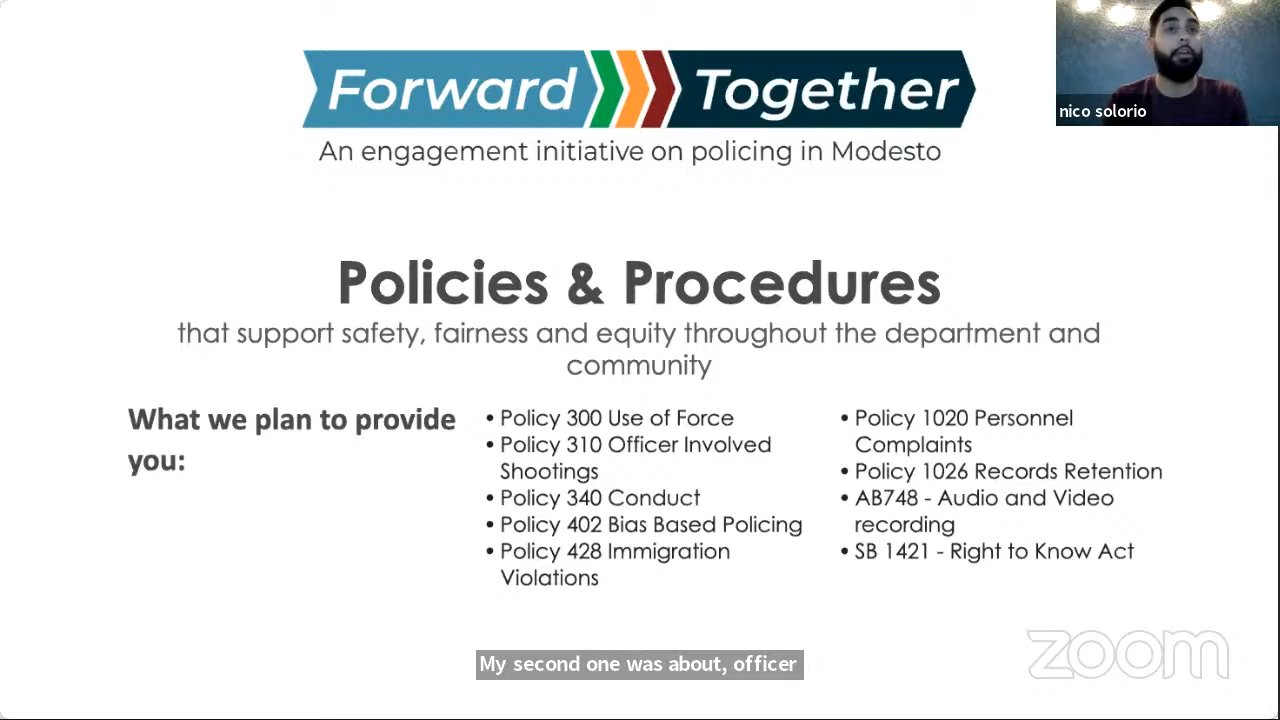 Forward Together
An engagement initiative on policing in Modesto
nico solorio
Policies & Procedures
that support safety, fairness and equity throughout the department and
community
What we plan to provide
you:
• Policy 300 Use of Force
• Policy 310 Officer Involved
Shootings
• Policy 340 Conduct
• Policy 402 Bias Based Policing
• Policy 428 Immigration
Violations
• Policy 1020 Personnel
Complaints
• Policy 1026 Records Retention
• AB748 - Audio and Video
recording
• SB 1421 - Right to Know Act
My second one was about, officer
zoom